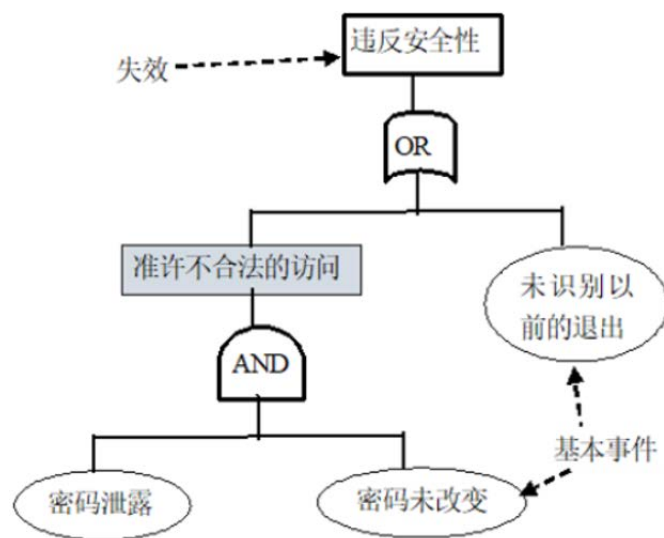 违反安全性
失效
OR
准许不合法的访问
未识别以
前的退出
AND
基本事件
密码泄露
密码未改变